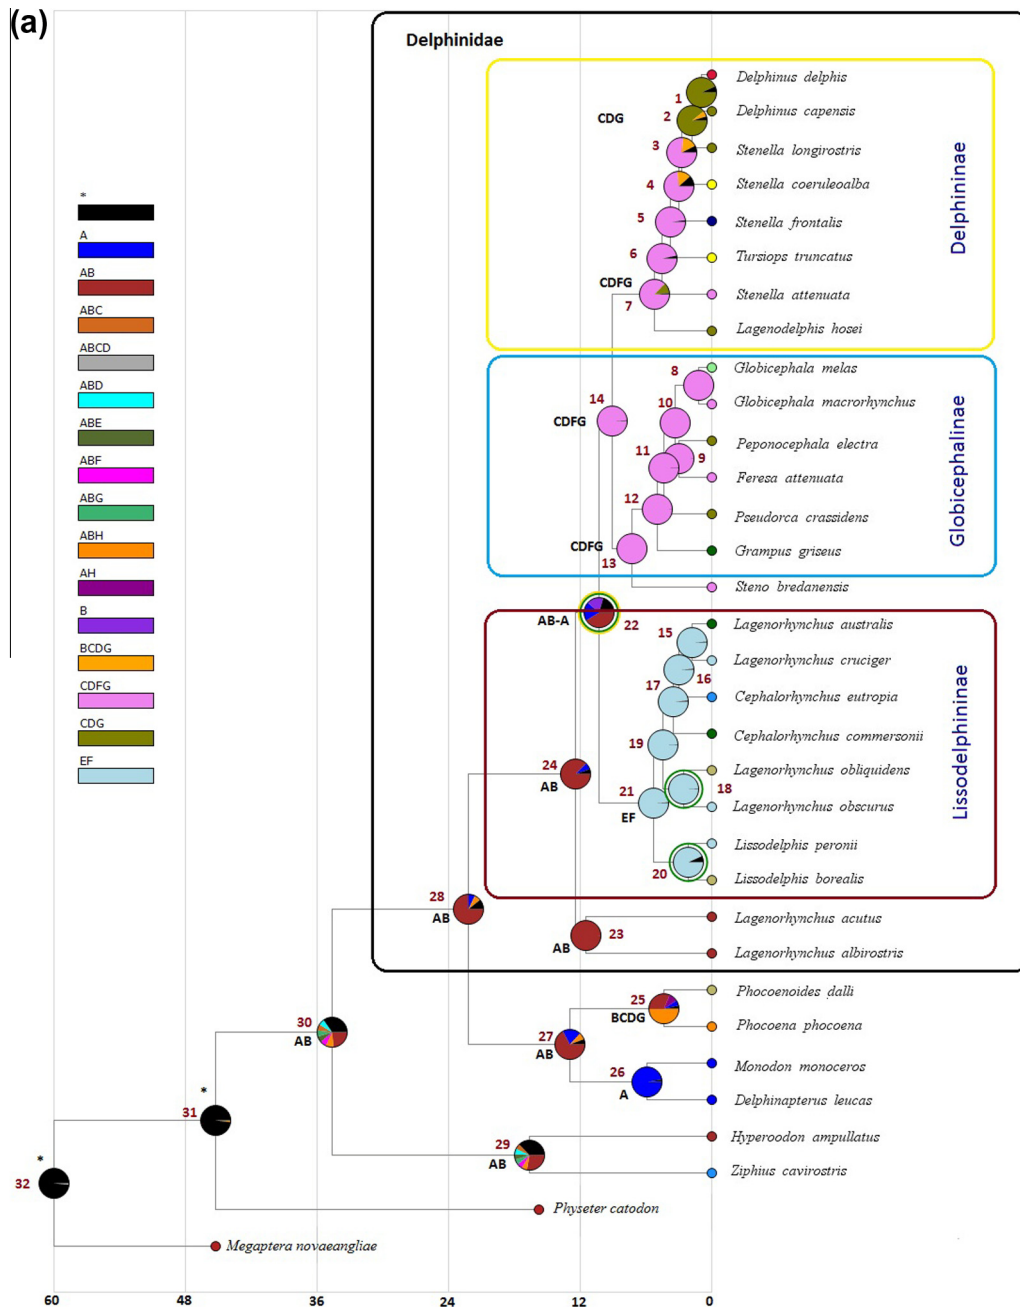 (a)
Delphinidae
*
A
AB
ABC
ABCD
ABD
ABE
ABF
ABG
ABH
AH
B
BCDG
CDFG
CDG
EF
Delphinus delphis
1
Delphinus capensis
CDG
2
3
Stenella longirostris
4
Stenella coeruleoalba
5
Stenella frontalis
6
Tursiops truncatus
CDFG
7
Stenella attenuata
Lagenodelphis hosei
Delphininae
8
Globicephala melas
14
10
Globicephala macrorhynchus
CDFG
Peponocephala electra
11
9
Feresa attenuata
12
Pseudorca crassidens
CDFG
13
Grampus griseus
Globicephalinae
Steno bredanensis
AB-A
22
15
Lagenorhynchus australis
Lagenorhynchus cruciger
17
16
Cephalorhynchus eutropia
19
Cephalorhynchus commersonii
24
AB
Lagenorhynchus obliquidens
21
18
EF
Lagenorhynchus obscurus
Lissodelphis peronii
20
Lissodelphis borealis
Lissodelphininae
28
AB
Lagenorhynchus acutus
23
AB
Lagenorhynchus albirostris
Phocoenoides dalli
25
BCDG
30
AB
27
AB
Phocoena phocoena
26
A
Monodon monoceros
*
31
Delphinapterus leucas
29
AB
Hyperoodon ampullatus
*
32
Ziphius cavirostris
Physeter catodon
Megaptera novaeangliae
60 48 36 24 12 0